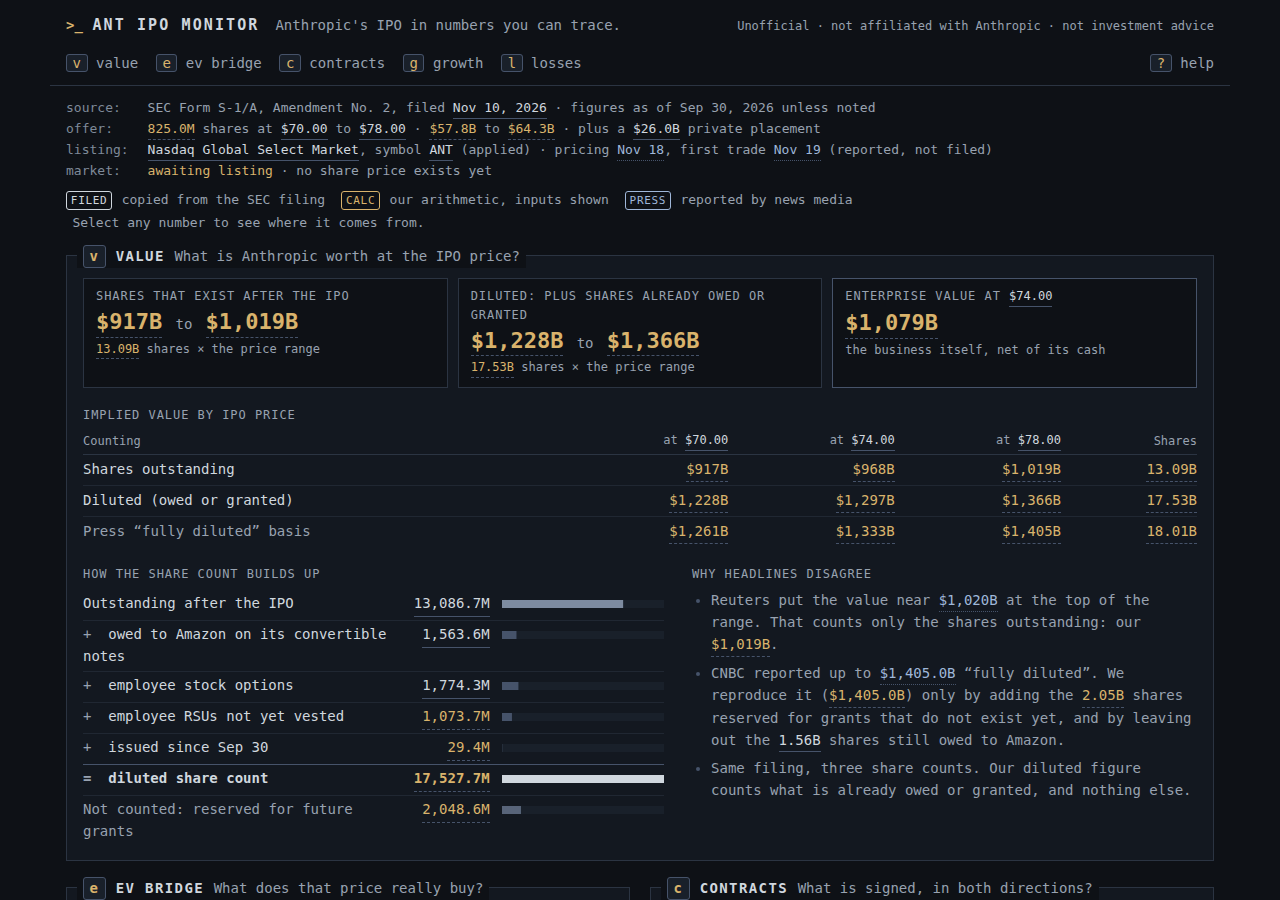 >_ ANT IPO MONITOR Anthropic's IPO in numbers you can trace. Unofficial · not affiliated with Anthropic · not investment advice
v value e ev bridge c contracts g growth l losses ? help
source: SEC Form S-1/A, Amendment No. 2, filed Nov 10, 2026 · figures as of Sep 30, 2026 unless noted
offer: 825.0M shares at $70.00 to $78.00 · $57.8B to $64.3B · plus a $26.0B private placement
listing: Nasdaq Global Select Market, symbol ANT (applied) · pricing Nov 18, first trade Nov 19 (reported, not filed)
market: awaiting listing · no share price exists yet
FILED copied from the SEC filing CALC our arithmetic, inputs shown PRESS reported by news media
Select any number to see where it comes from.
v VALUE What is Anthropic worth at the IPO price?
SHARES THAT EXIST AFTER THE IPO
$917B to $1,019B
13.09B shares × the price range
DILUTED: PLUS SHARES ALREADY OWED OR
GRANTED
$1,228B to $1,366B
17.53B shares × the price range
ENTERPRISE VALUE AT $74.00
$1,079B
the business itself, net of its cash
IMPLIED VALUE BY IPO PRICE
Counting at $70.00 at $74.00 at $78.00 Shares
Shares outstanding $917B $968B $1,019B 13.09B
Diluted (owed or granted) $1,228B $1,297B $1,366B 17.53B
Press “fully diluted” basis $1,261B $1,333B $1,405B 18.01B
HOW THE SHARE COUNT BUILDS UP
Outstanding after the IPO 13,086.7M
+ owed to Amazon on its convertible 1,563.6M
notes
+ employee stock options 1,774.3M
+ employee RSUs not yet vested 1,073.7M
+ issued since Sep 30 29.4M
= diluted share count 17,527.7M
Not counted: reserved for future 2,048.6M
grants
WHY HEADLINES DISAGREE
• Reuters put the value near $1,020B at the top of the
range. That counts only the shares outstanding: our
$1,019B.
• CNBC reported up to $1,405.0B “fully diluted”. We
reproduce it ($1,405.0B) only by adding the 2.05B shares
reserved for grants that do not exist yet, and by leaving
out the 1.56B shares still owed to Amazon.
• Same filing, three share counts. Our diluted figure
counts what is already owed or granted, and nothing else.
e EV BRIDGE What does that price really buy?
c CONTRACTS What is signed, in both directions?